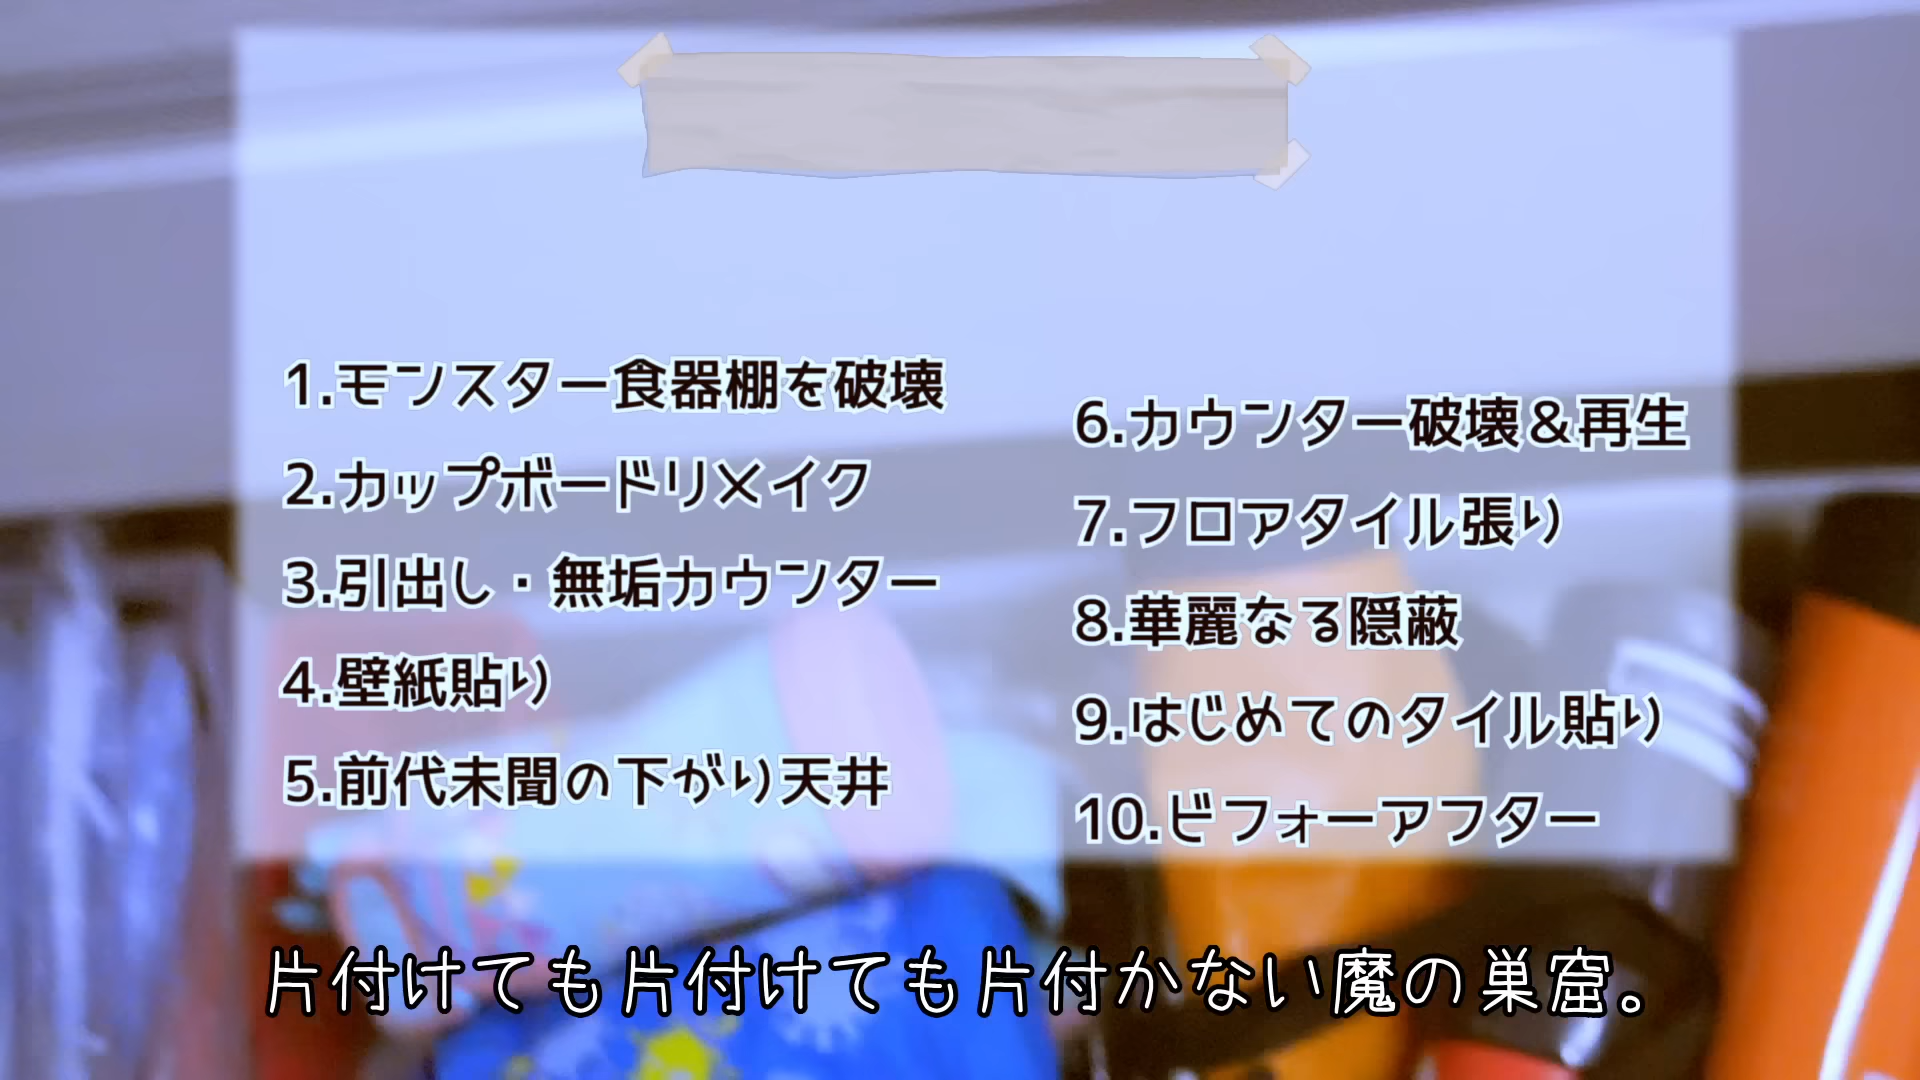 1.モンスター食器棚を破壊
2.カップボードリメイク
3.引出し・無垢カウンター
4.壁紙貼り
5.前代未聞の下がり天井
6.カウンター破壊＆再生
7.フロアタイル張り
8.華麗なる隠蔽
9.はじめてのタイル貼り
10.ビフォーアフター
片付けても片付けても片付かない魔の巣窟。